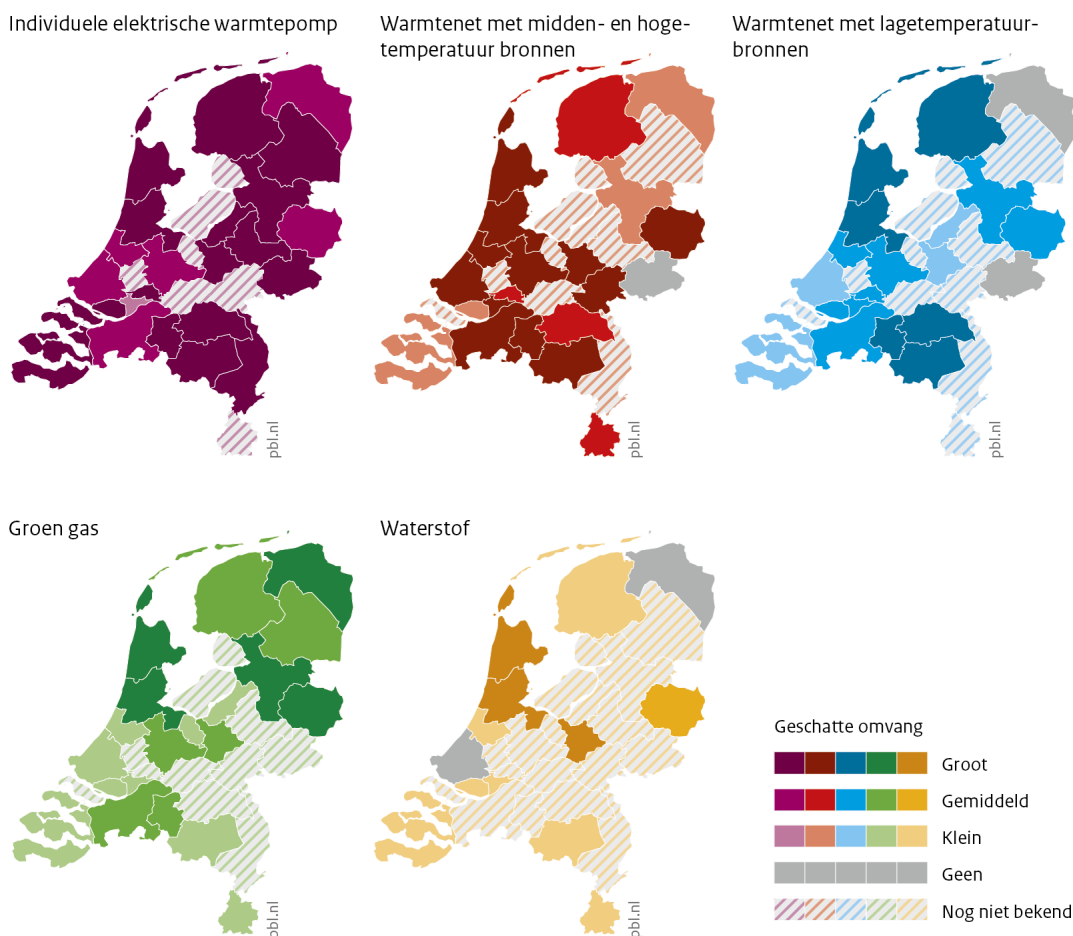 Individuele elektrische warmtepomp
Warmtenet met midden- en hoge-
temperatuur bronnen
Warmtenet met lagetemperatuur-
bronnen
pbl.nl
pbl.nl
pbl.nl
Groen gas
Waterstof
pbl.nl
pbl.nl
Geschatte omvang
Groot
Gemiddeld
Klein
Geen
Nog niet bekend